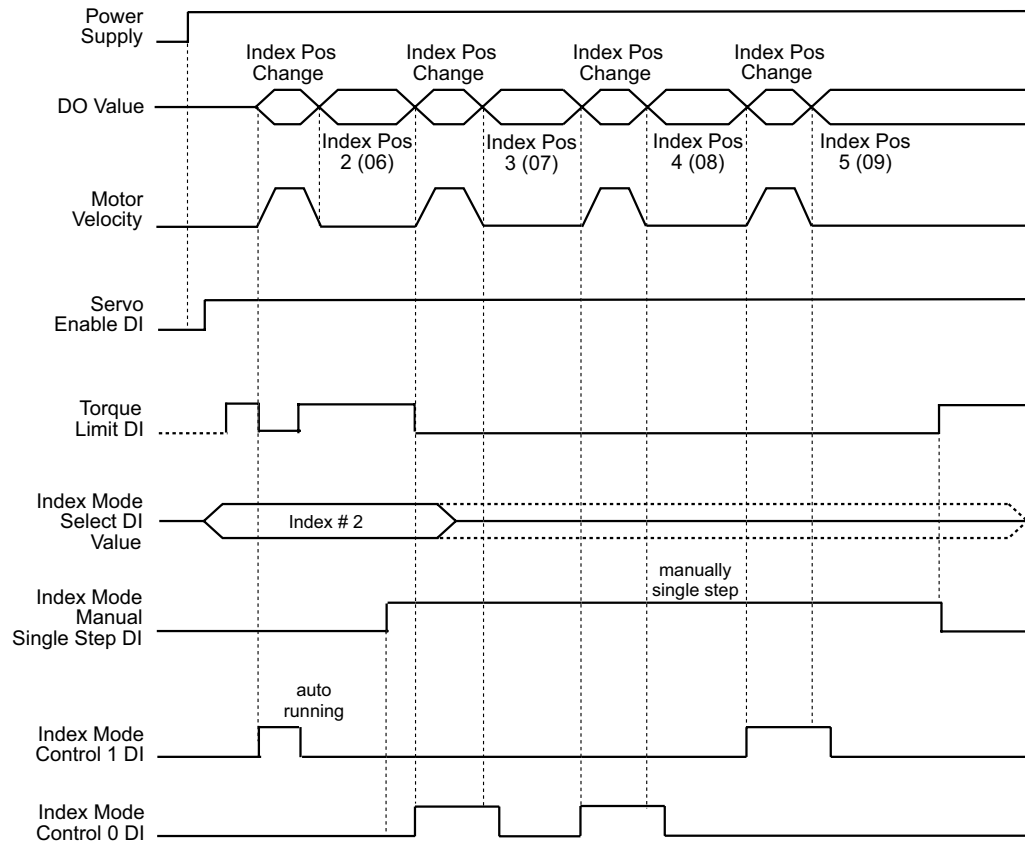 Power
Supply
Index Pos
Change
Index Pos
Change
Index Pos
Change
Index Pos
Change
DO Value
Index Pos
2 (06)
Index Pos
3 (07)
Index Pos
4 (08)
Index Pos
5 (09)
Motor
Velocity
Servo
Enable DI
Torque
Limit DI
Index Mode
Select DI
Value
Index # 2
manually
single step
Index Mode
Manual
Single Step DI
auto
running
Index Mode
Control 1 DI
Index Mode
Control 0 DI